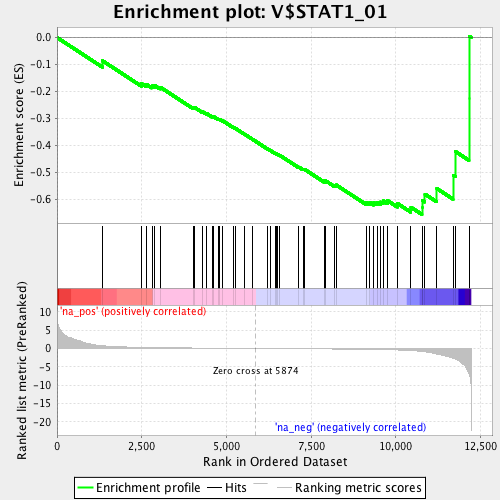 Enrichment plot: V$STAT1_01
Enrichment score (ES)
0.0
-0.1
-0.2
-0.3
-0.4
-0.5
-0.6
Ranked list metric (PreRanked)
10
5
0
-5
-10
-15
-20
'na_pos' (positively correlated)
Zero cross at 5874
'na_neg' (negatively correlated)
0
2,500
5,000
7,500
10,000
12,500
Rank in Ordered Dataset
Enrichment profile
Hits
Ranking metric scores